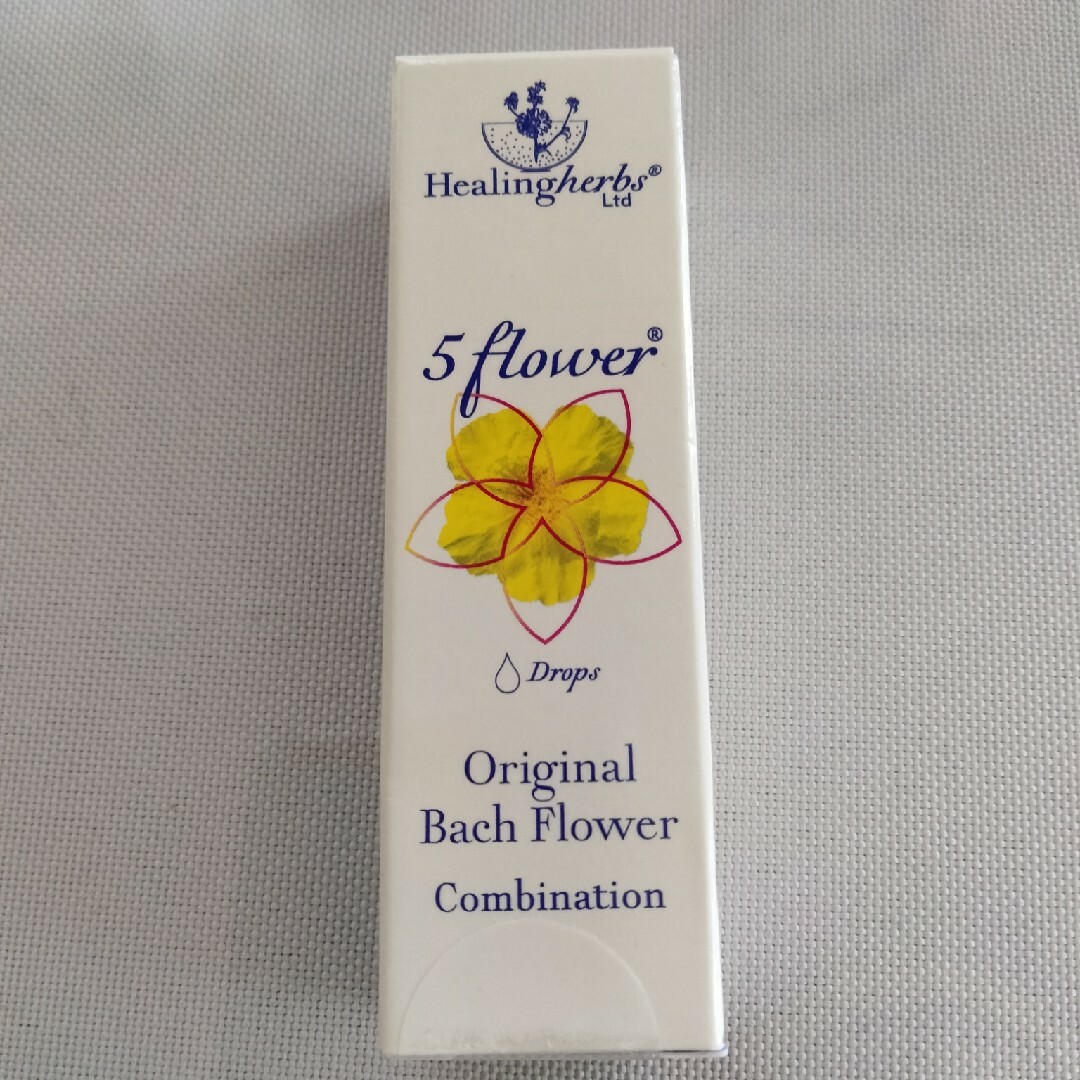 Healingherbs®
Ltd
5 flower®
Drops
Original
Bach Flower
Combination